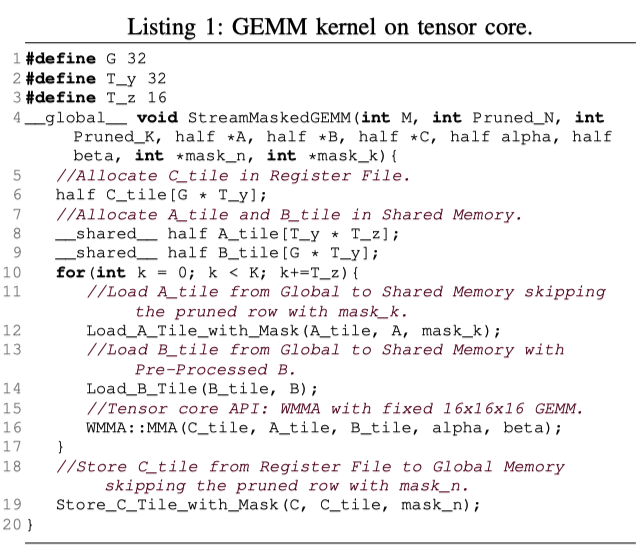 Listing 1: GEMM kernel on tensor core.
1 #define G 32
2 #define T_y 32
3 #define T_z 16
4 __global__ void StreamMaskedGEMM(int M, int Pruned_N, int
Pruned_K, half *A, half *B, half *C, half alpha, half
beta, int *mask_n, int *mask_k){
5 //Allocate C_tile in Register File.
6 half C_tile[G * T_y];
7 //Allocate A_tile and B_tile in Shared Memory.
8 __shared__ half A_tile[T_y * T_z];
9 __shared__ half B_tile[G * T_y];
10 for(int k = 0; k < K; k+=T_z){
11 //Load A_tile from Global to Shared Memory skipping
the pruned row with mask_k.
12 Load_A_Tile_with_Mask(A_tile, A, mask_k);
13 //Load B_tile from Global to Shared Memory with
Pre-Processed B.
14 Load_B_Tile(B_tile, B);
15 //Tensor core API: WMMA with fixed 16x16x16 GEMM.
16 WMMA::MMA(C_tile, A_tile, B_tile, alpha, beta);
17 }
18 //Store C_tile from Register File to Global Memory
skipping the pruned row with mask_n.
19 Store_C_Tile_with_Mask(C, C_tile, mask_n);
20 }